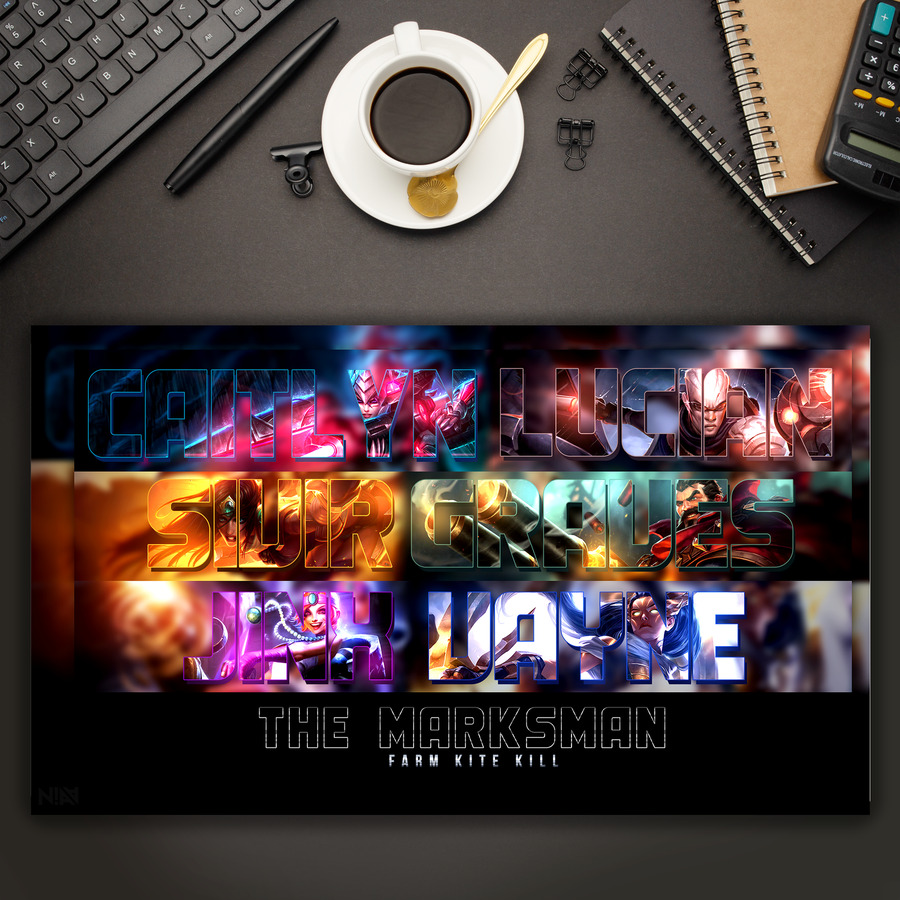 CAITLYN LUCIAN
SIVIR GRAVES
JINX VAYNE
THE MARKSMAN
FARM KITE KILL